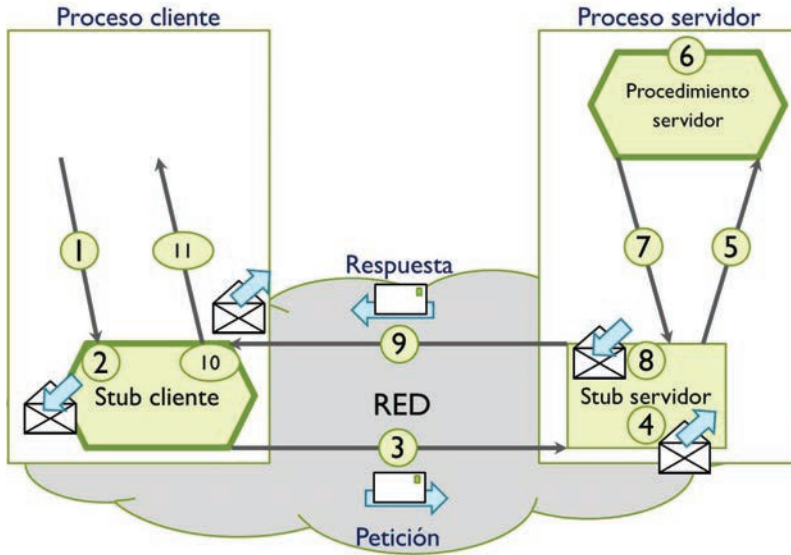 Proceso cliente
Proceso servidor
6
Procedimiento
servidor
1
11
7
5
Respuesta
2
10
9
8
Stub cliente
RED
Stub servidor
4
3
Petición